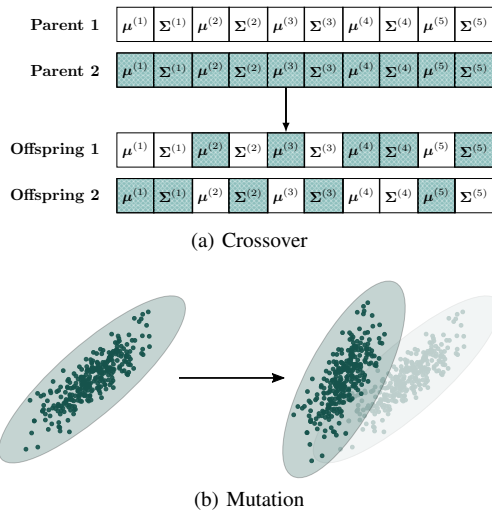 Parent 1 μ^(1) Σ^(1) μ^(2) Σ^(2) μ^(3) Σ^(3) μ^(4) Σ^(4) μ^(5) Σ^(5)
Parent 2 μ^(1) Σ^(1) μ^(2) Σ^(2) μ^(3) Σ^(3) μ^(4) Σ^(4) μ^(5) Σ^(5)
Offspring 1 μ^(1) Σ^(1) μ^(2) Σ^(2) μ^(3) Σ^(3) μ^(4) Σ^(4) μ^(5) Σ^(5)
Offspring 2 μ^(1) Σ^(1) μ^(2) Σ^(2) μ^(3) Σ^(3) μ^(4) Σ^(4) μ^(5) Σ^(5)
(a) Crossover
(b) Mutation